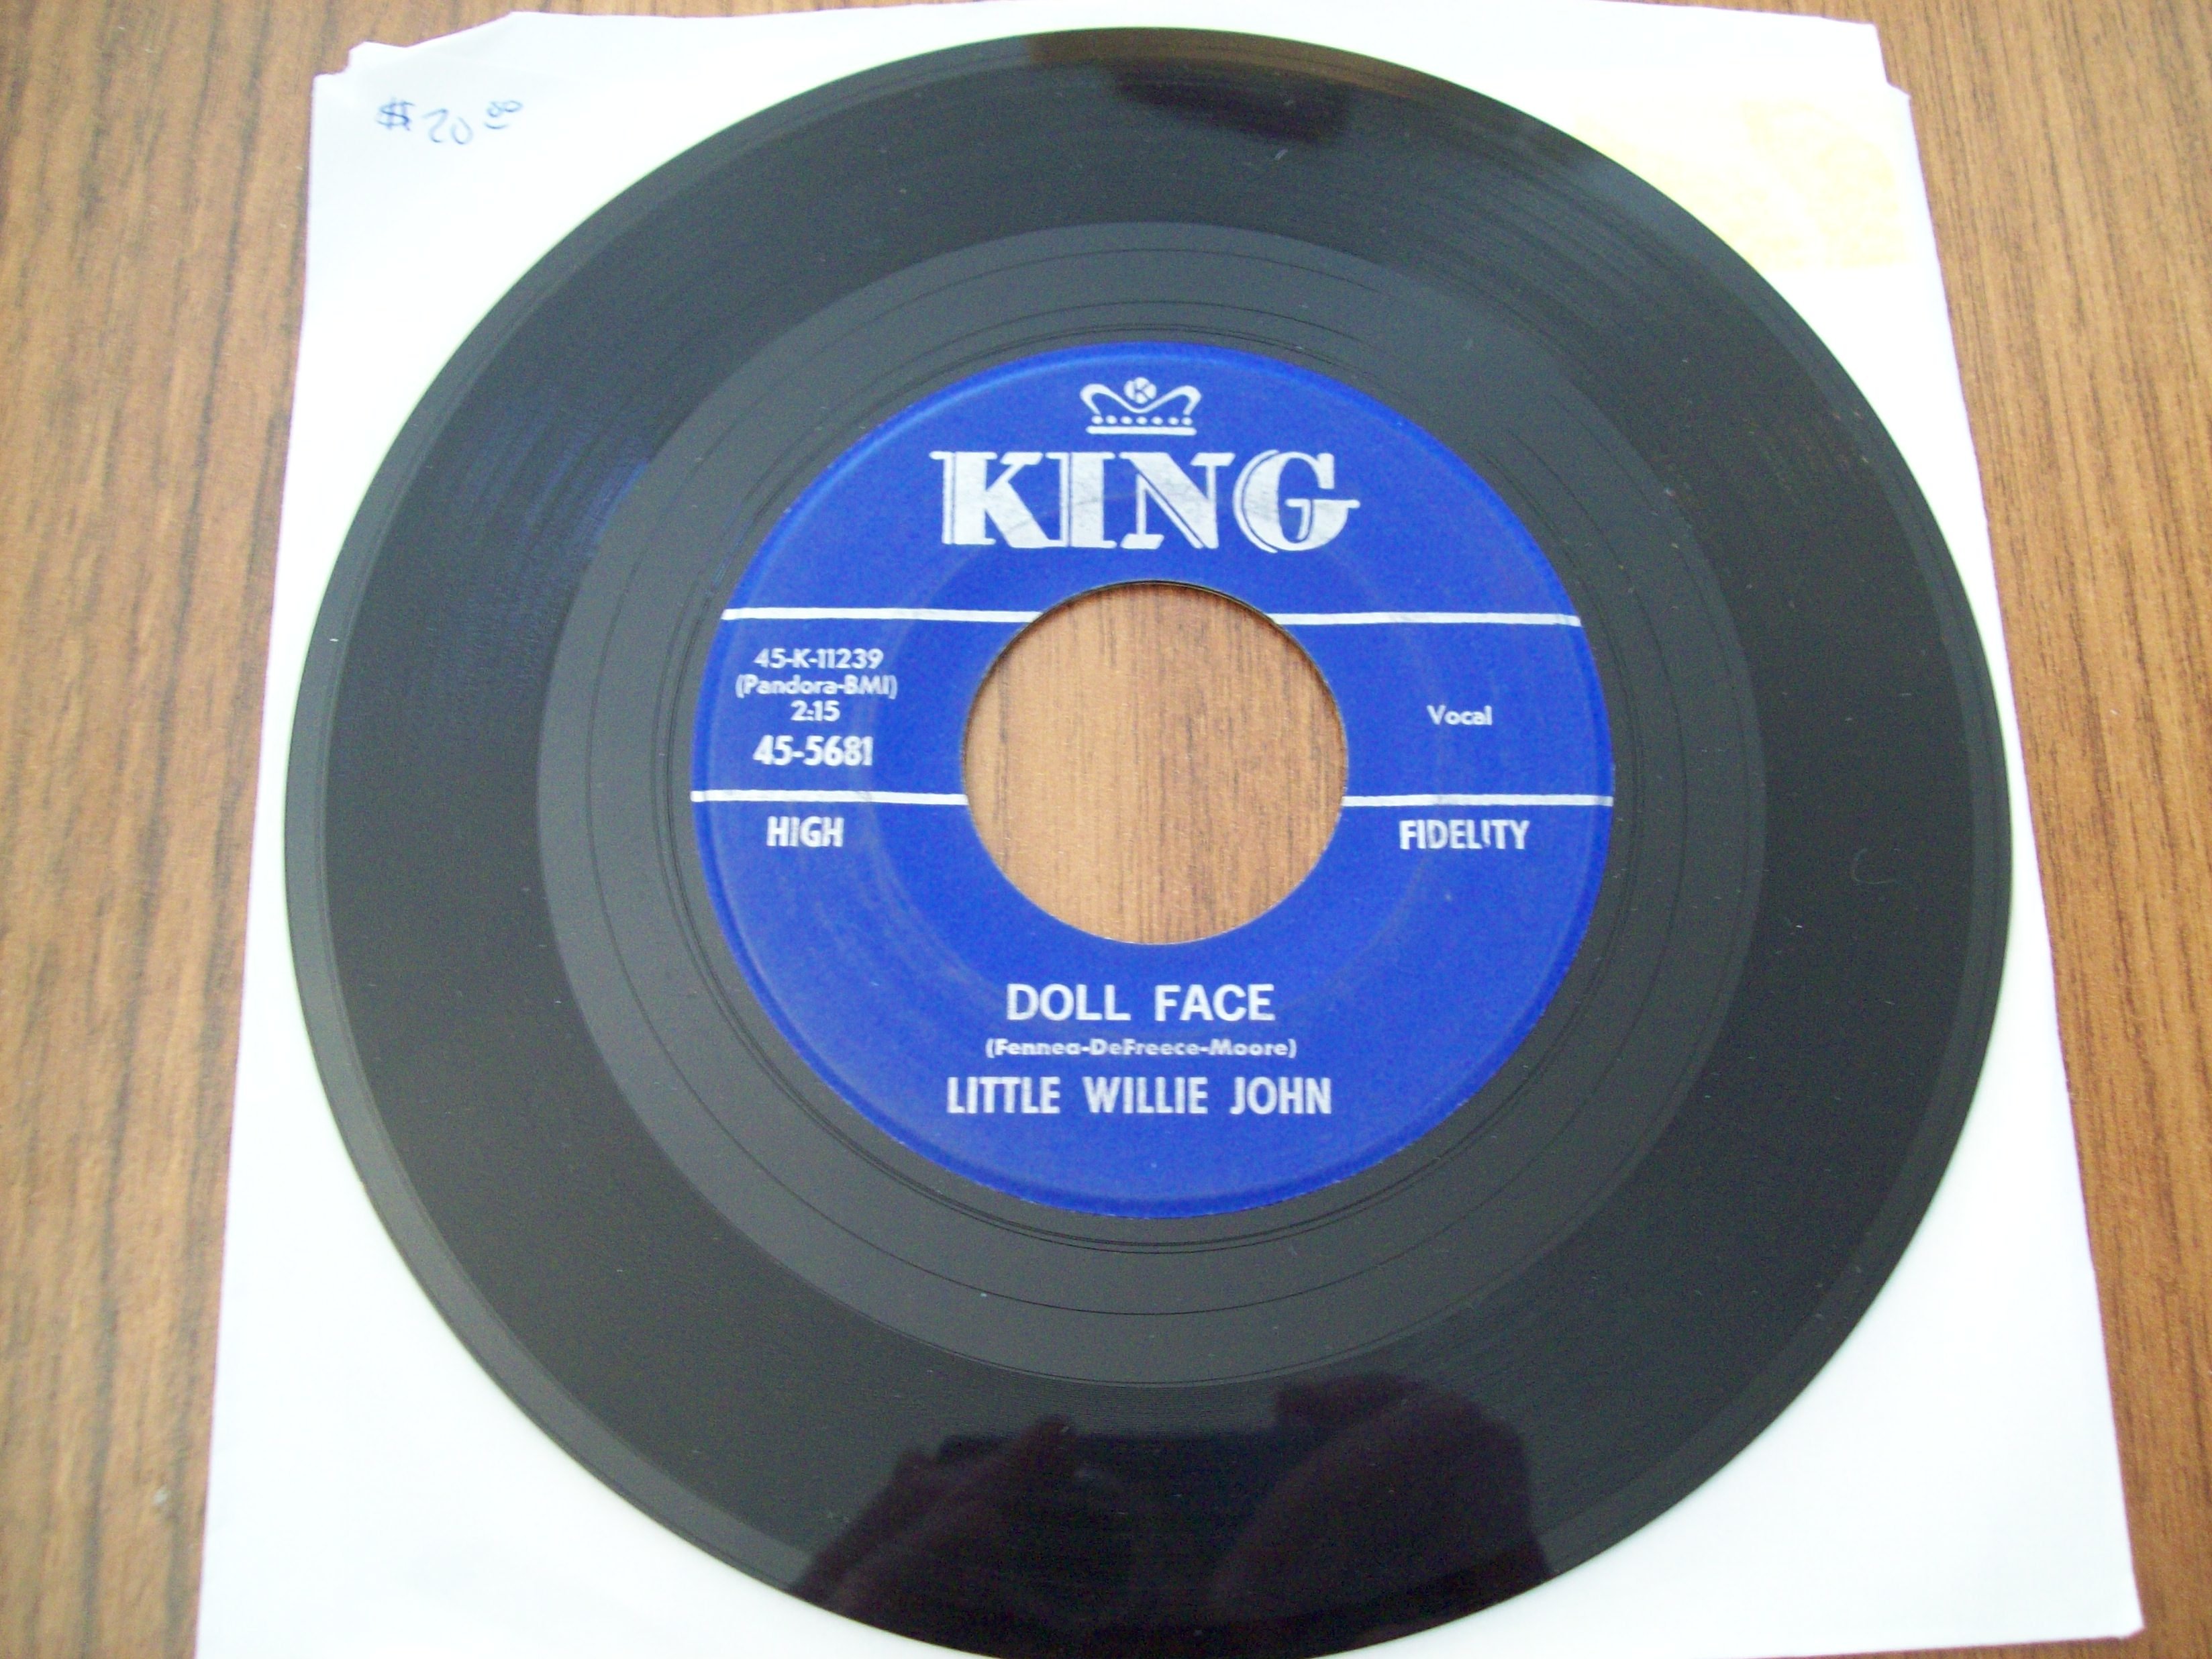 $20.00
K
KING
45-K-11239
(Pandora-BMI)
2:15
45-5681
Vocal
HIGH FIDELITY
DOLL FACE
(Fennea-DeFreece-Moore)
LITTLE WILLIE JOHN